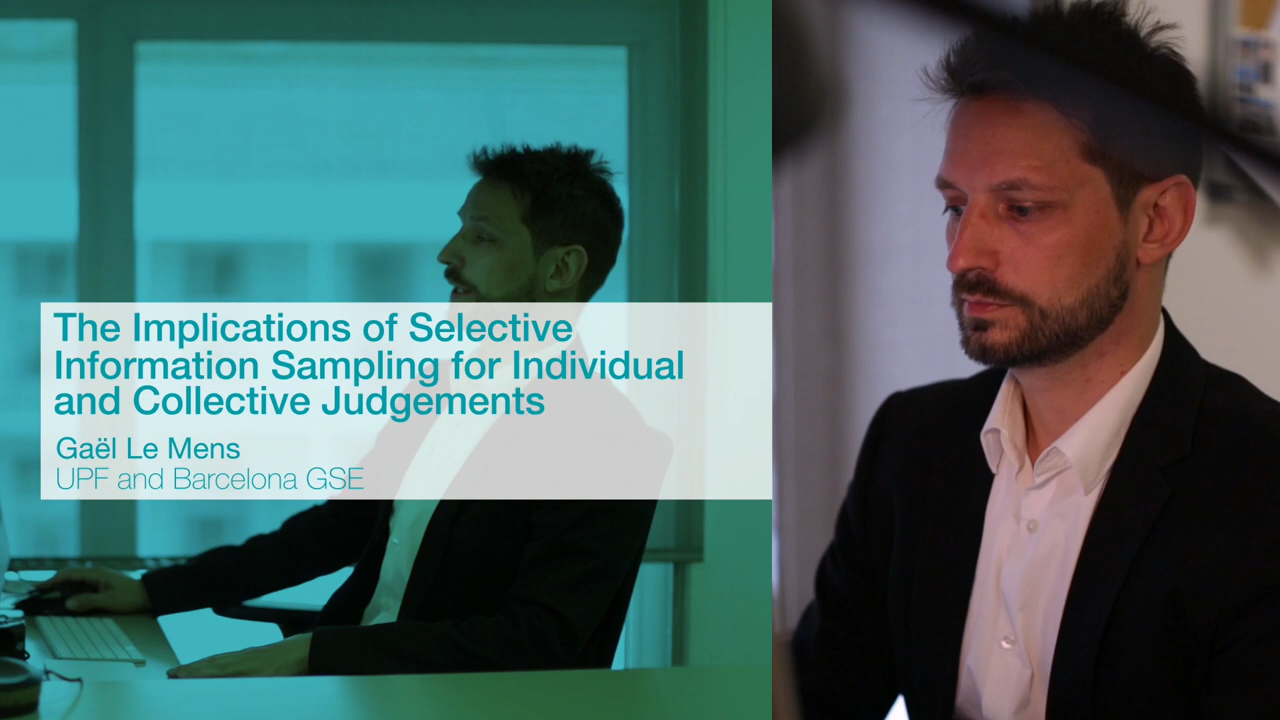 The Implications of Selective
Information Sampling for Individual
and Collective Judgements
Gaël Le Mens
UPF and Barcelona GSE